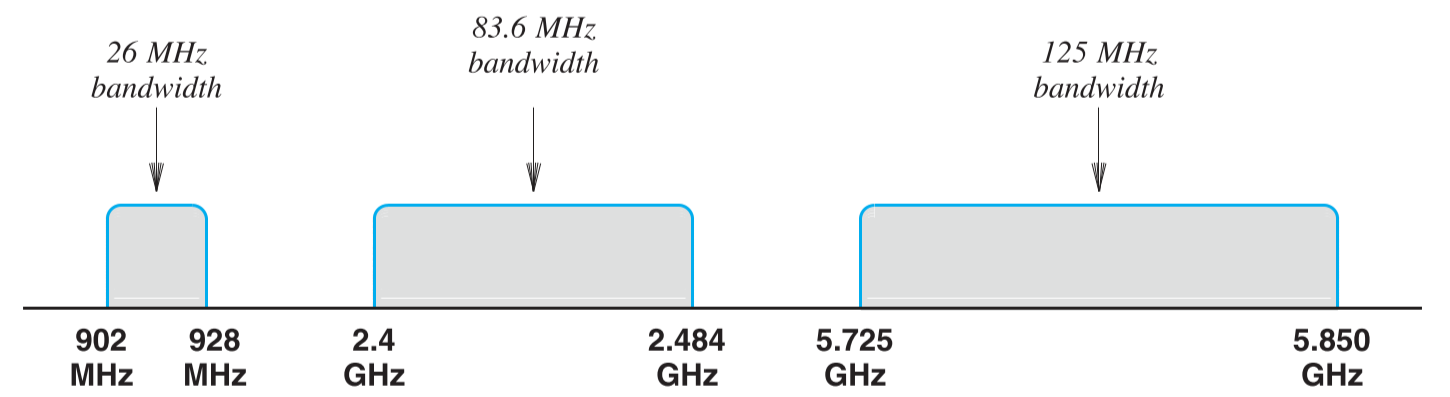 26 MHz
bandwidth
83.6 MHz
bandwidth
125 MHz
bandwidth
902
MHz
928
MHz
2.4
GHz
2.484
GHz
5.725
GHz
5.850
GHz